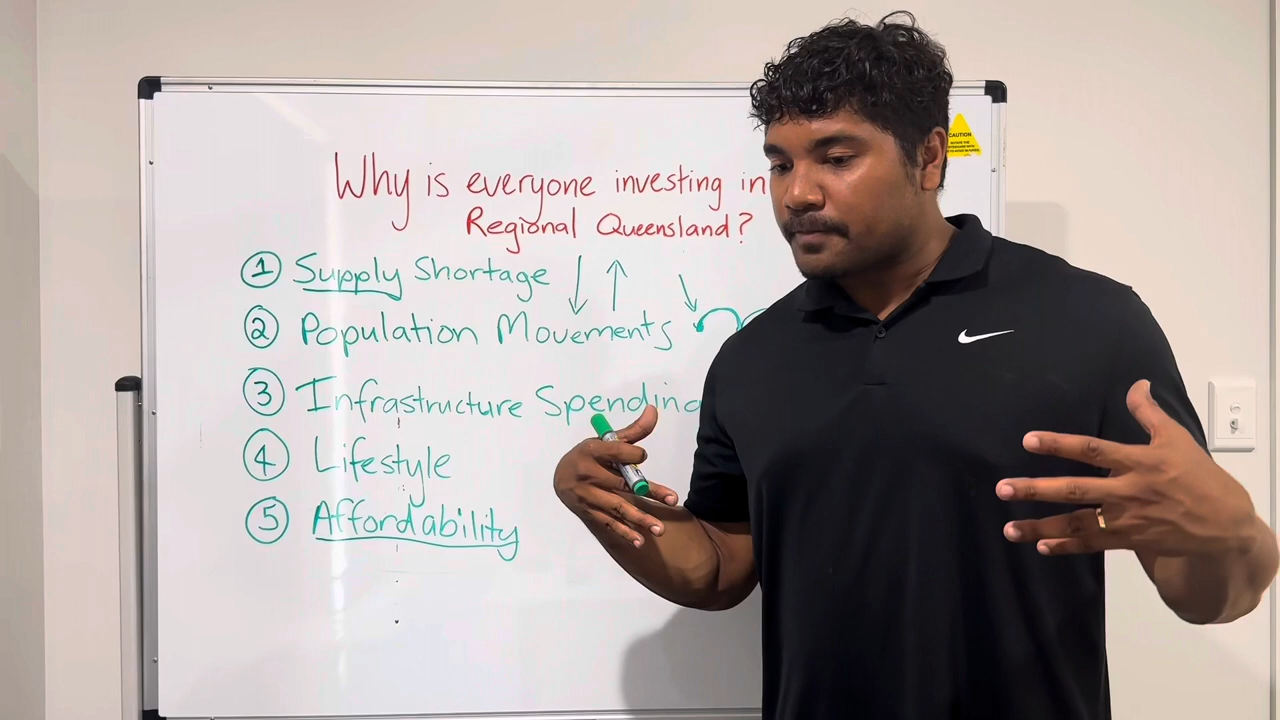 Why is everyone investing in
Regional Queensland?
① Supply Shortage
② Population Movements
③ Infrastructure Spending
④ Lifestyle
⑤ Affordability
CAUTION